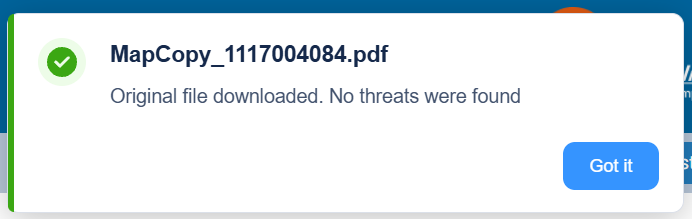 MapCopy_1117004084.pdf
Original file downloaded. No threats were found
Got it